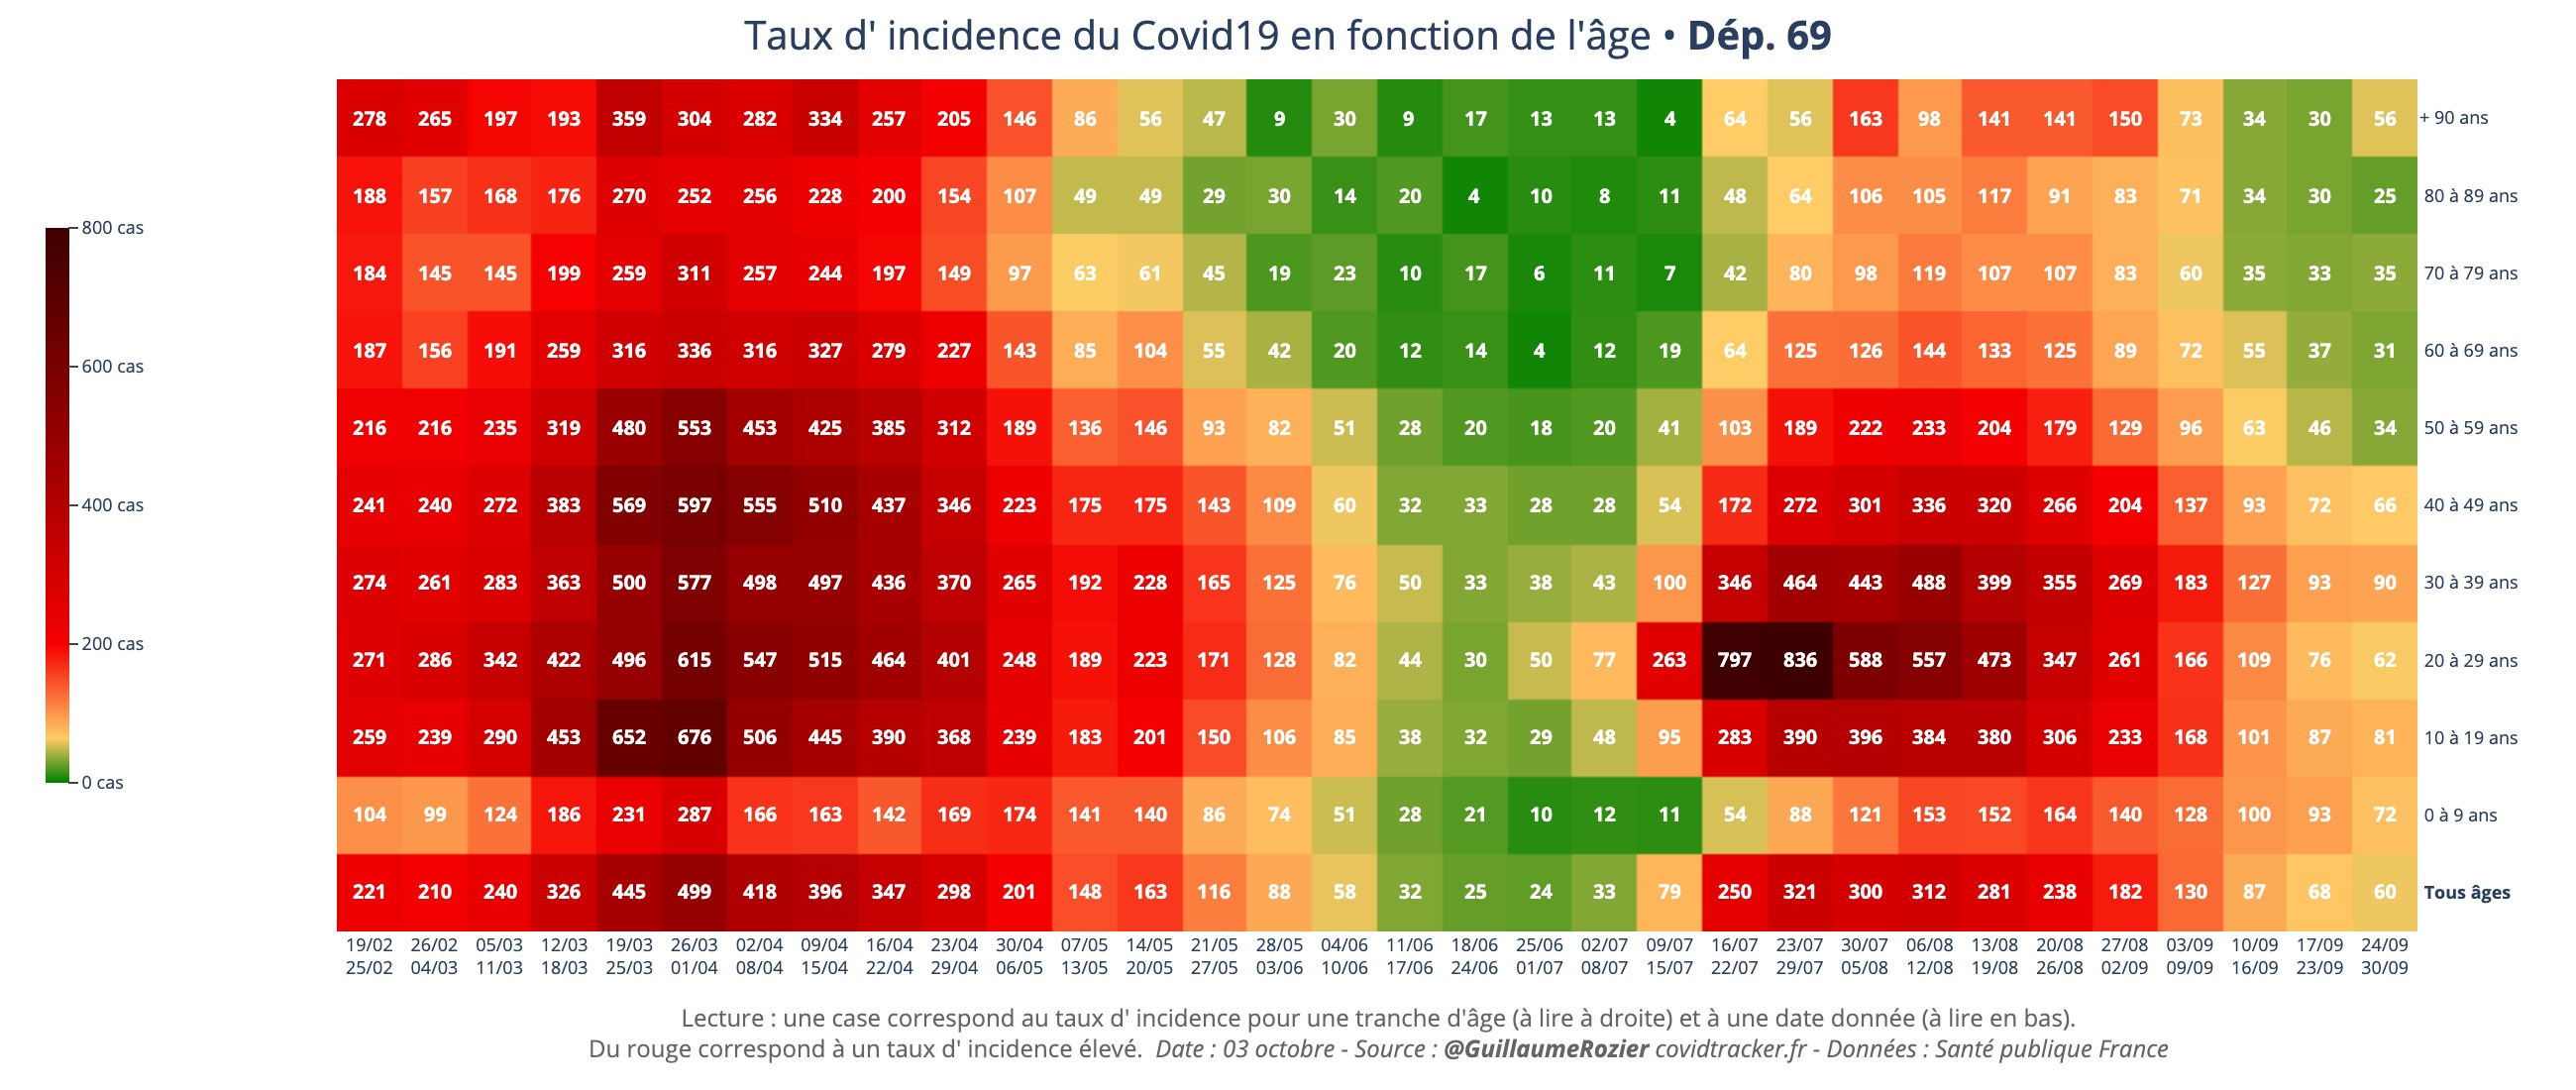 Taux d' incidence du Covid19 en fonction de l'âge • Dép. 69
278 265 197 193 359 304 282 334 257 205 146 86 56 47 9 30 9 17 13 13 4 64 56 163 98 141 141 150 73 34 30 56 + 90 ans
188 157 168 176 270 252 256 228 200 154 107 49 49 29 30 14 20 4 10 8 11 48 64 106 105 117 91 83 71 34 30 25 80 à 89 ans
184 145 145 199 259 311 257 244 197 149 97 63 61 45 19 23 10 17 6 11 7 42 80 98 119 107 107 83 60 35 33 35 70 à 79 ans
187 156 191 259 316 336 316 327 279 227 143 85 104 55 42 20 12 14 4 12 19 64 125 126 144 133 125 89 72 55 37 31 60 à 69 ans
216 216 235 319 480 553 453 425 385 312 189 136 146 93 82 51 28 20 18 20 41 103 189 222 233 204 179 129 96 63 46 34 50 à 59 ans
241 240 272 383 569 597 555 510 437 346 223 175 175 143 109 60 32 33 28 28 54 172 272 301 336 320 266 204 137 93 72 66 40 à 49 ans
274 261 283 363 500 577 498 497 436 370 265 192 228 165 125 76 50 33 38 43 100 346 464 443 488 399 355 269 183 127 93 90 30 à 39 ans
271 286 342 422 496 615 547 515 464 401 248 189 223 171 128 82 44 30 50 77 263 797 836 588 557 473 347 261 166 109 76 62 20 à 29 ans
259 239 290 453 652 676 506 445 390 368 239 183 201 150 106 85 38 32 29 48 95 283 390 396 384 380 306 233 168 101 87 81 10 à 19 ans
104 99 124 186 231 287 166 163 142 169 174 141 140 86 74 51 28 21 10 12 11 54 88 121 153 152 164 140 128 100 93 72 0 à 9 ans
221 210 240 326 445 499 418 396 347 298 201 148 163 116 88 58 32 25 24 33 79 250 321 300 312 281 238 182 130 87 68 60 Tous âges
19/02 26/02 05/03 12/03 19/03 26/03 02/04 09/04 16/04 23/04 30/04 07/05 14/05 21/05 28/05 04/06 11/06 18/06 25/06 02/07 09/07 16/07 23/07 30/07 06/08 13/08 20/08 27/08 03/09 10/09 17/09 24/09
25/02 04/03 11/03 18/03 25/03 01/04 08/04 15/04 22/04 29/04 06/05 13/05 20/05 27/05 03/06 10/06 17/06 24/06 01/07 08/07 15/07 22/07 29/07 05/08 12/08 19/08 26/08 02/09 09/09 16/09 23/09 30/09
800 cas
600 cas
400 cas
200 cas
0 cas
Lecture : une case correspond au taux d' incidence pour une tranche d'âge (à lire à droite) et à une date donnée (à lire en bas).
Du rouge correspond à un taux d' incidence élevé. Date : 03 octobre - Source : @GuillaumeRozier covidtracker.fr - Données : Santé publique France